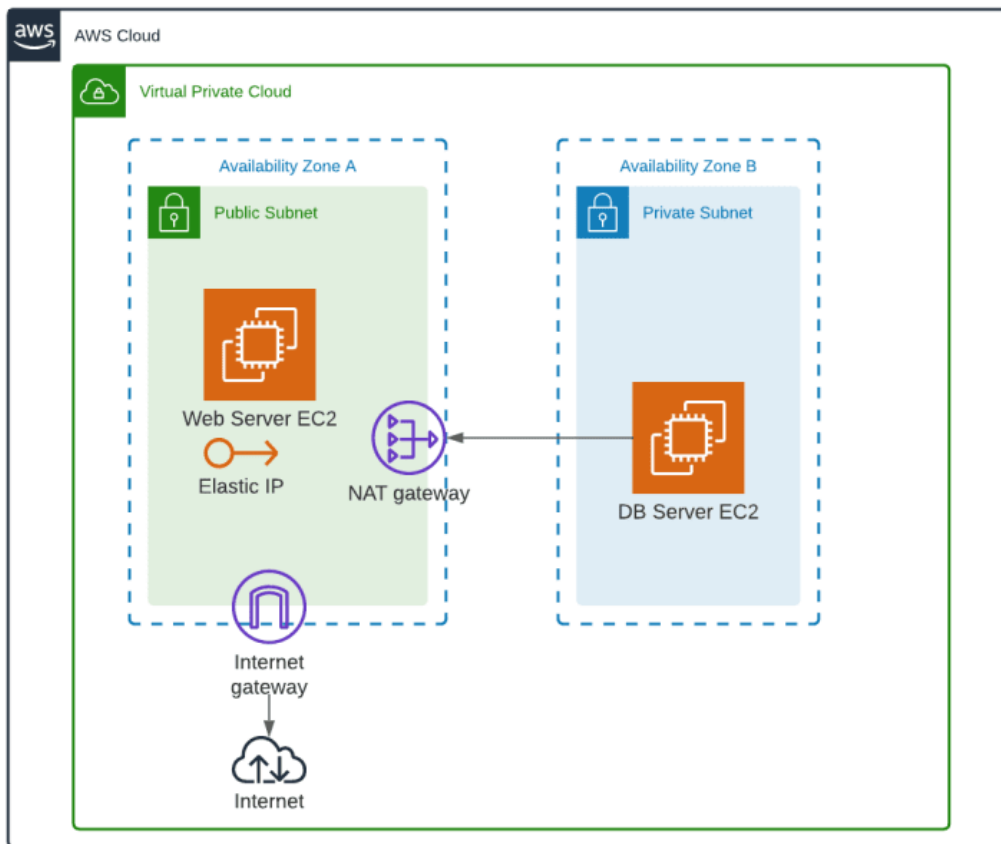 aws
AWS Cloud
Virtual Private Cloud
Availability Zone A
Availability Zone B
Public Subnet
Private Subnet
Web Server EC2
Elastic IP
NAT gateway
DB Server EC2
Internet
gateway
Internet